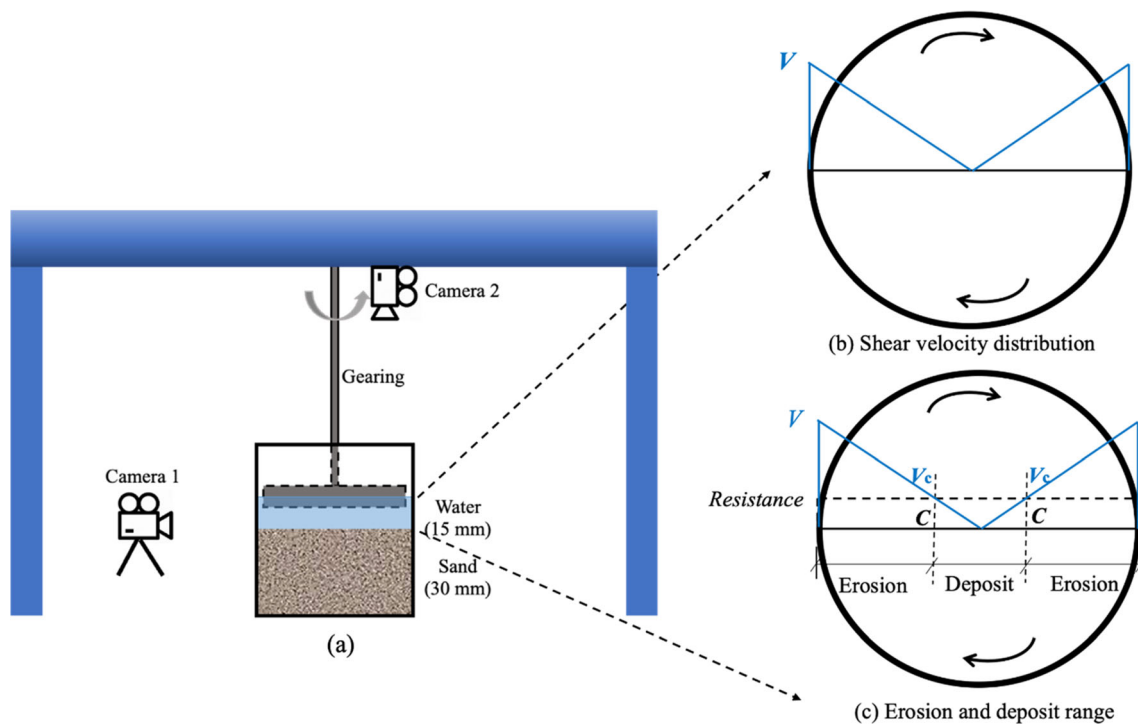 Camera 2
Gearing
Camera 1
Water
(15 mm)
Sand
(30 mm)
(a)
V
(b) Shear velocity distribution
V
Vc
Vc
Resistance
C
C
Erosion
Deposit
Erosion
(c) Erosion and deposit range